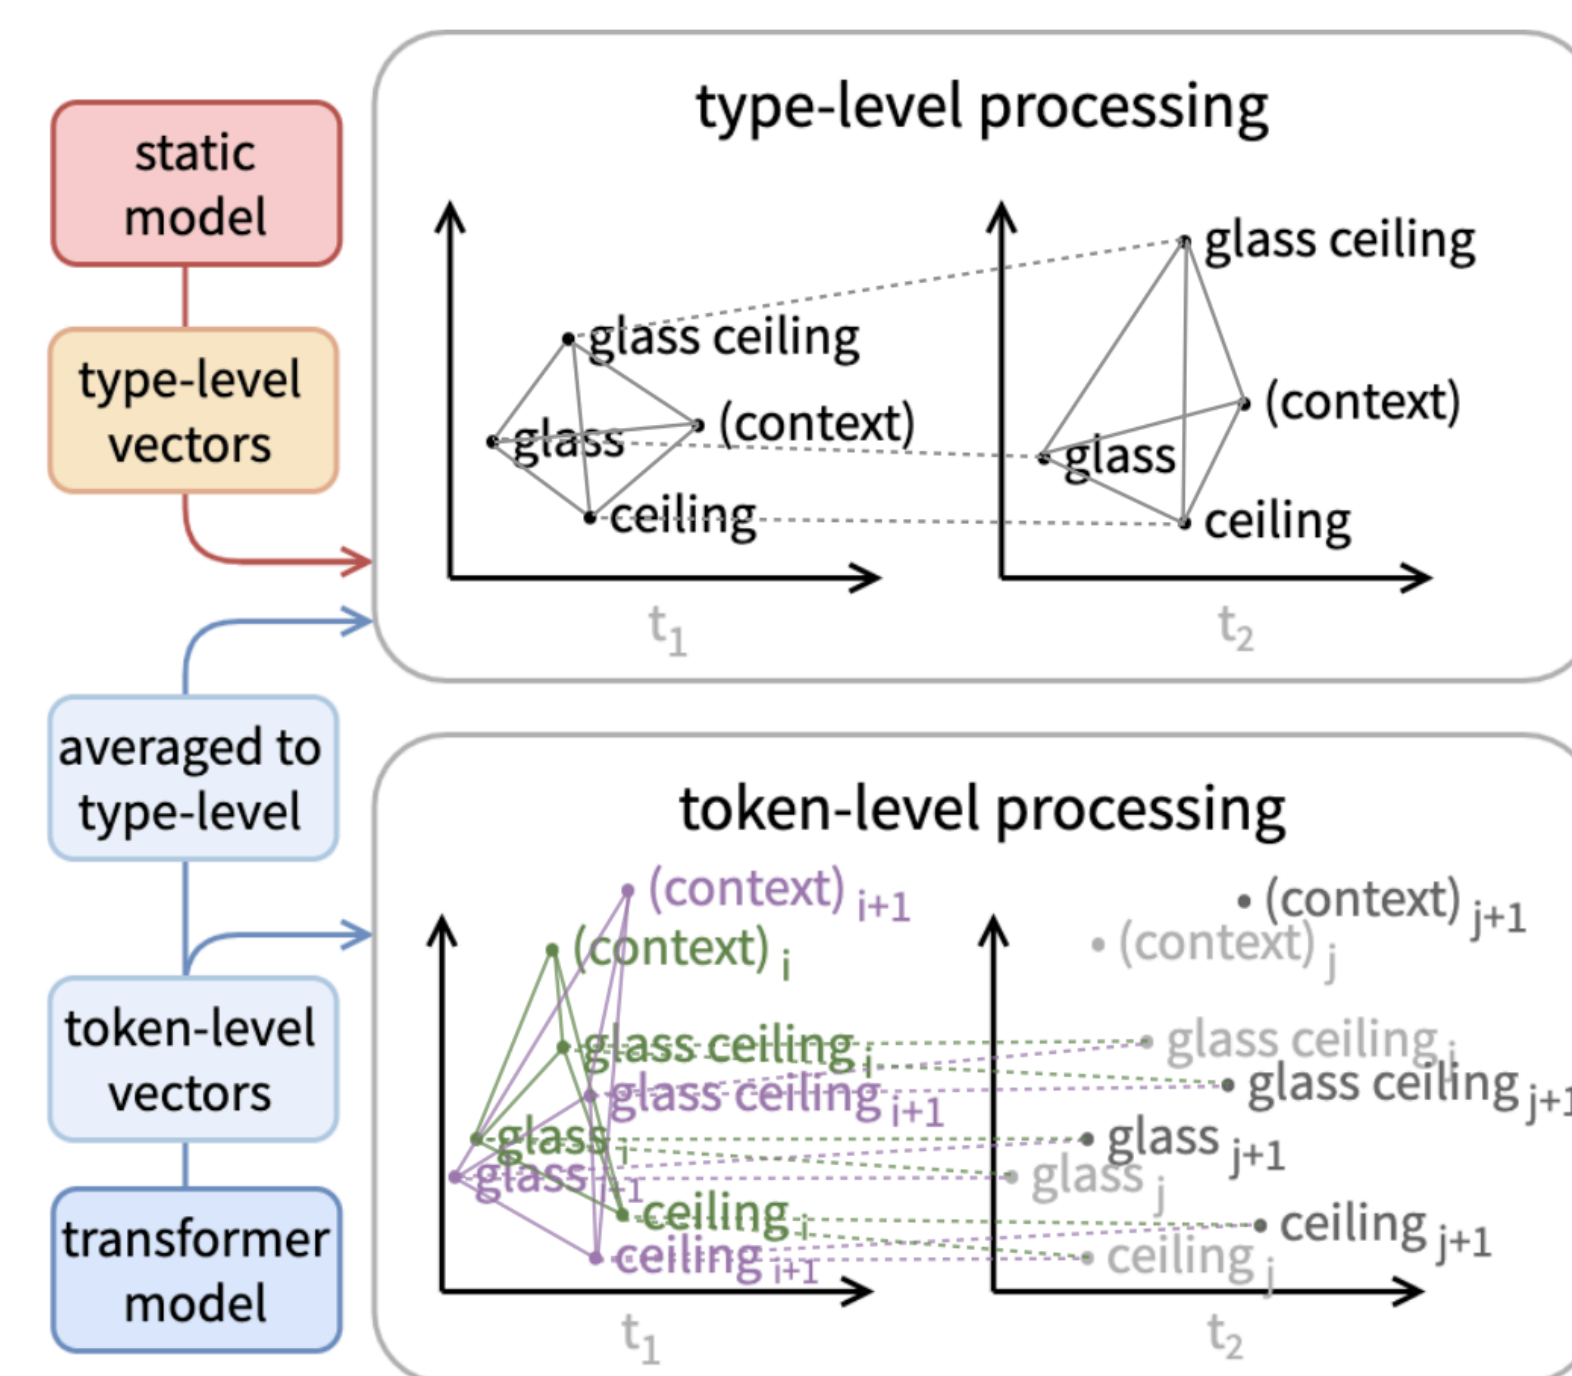 static
model
type-level
vectors
averaged to
type-level
token-level
vectors
transformer
model
type-level processing
glass ceiling
(context)
glass
ceiling
t1
glass ceiling
(context)
glass
ceiling
t2
token-level processing
(context) i+1
(context) i
glass ceiling i
glass ceiling i+1
glass i
glass i+1
ceiling i
ceiling i+1
t1
(context) j+1
(context) j
glass ceiling j
glass ceiling j+1
glass j+1
glass j
ceiling j+1
ceiling j
t2